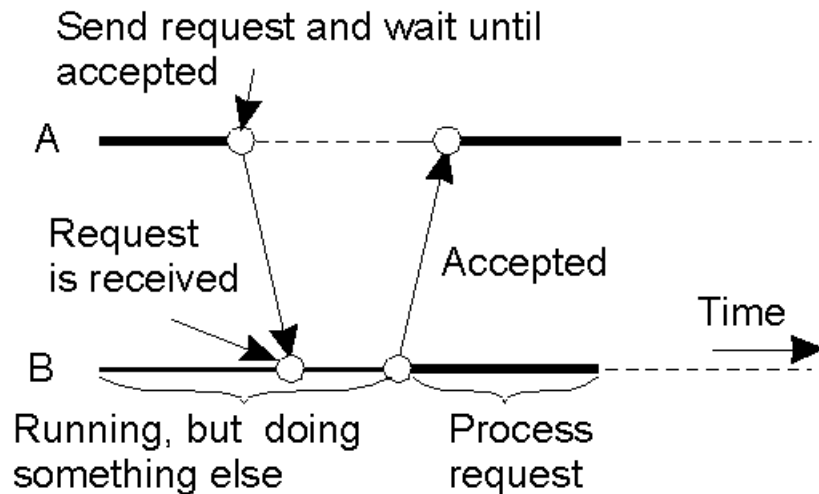 Send request and wait until
accepted
A
Request
is received
Accepted
Time
B
Running, but doing
something else
Process
request